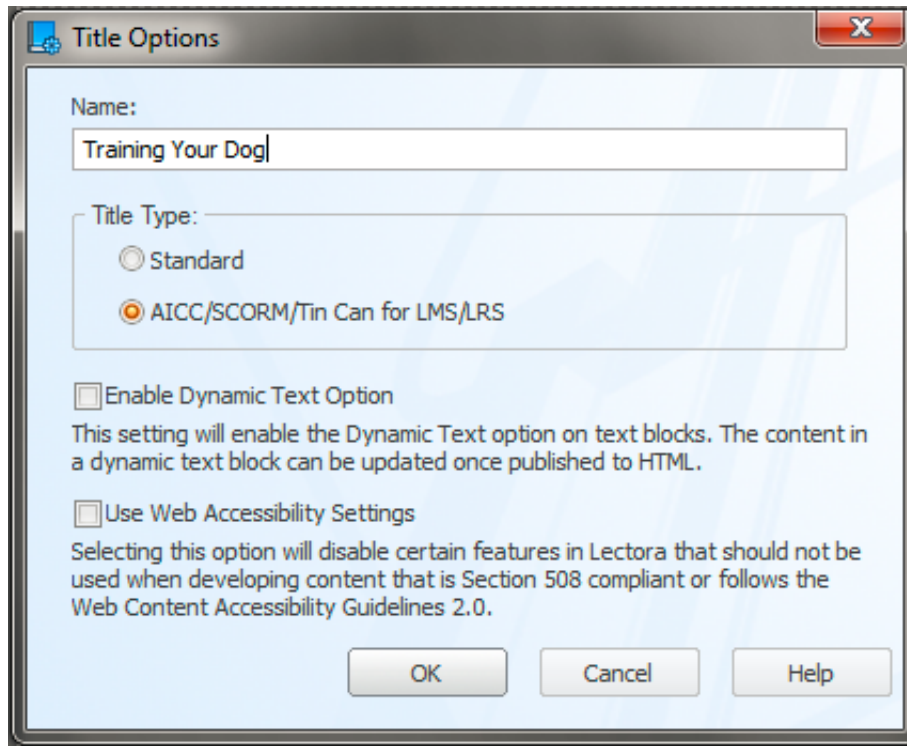 Title Options
Name:
Training Your Dog
Title Type:
Standard
AICC/SCORM/Tin Can for LMS/LRS
Enable Dynamic Text Option
This setting will enable the Dynamic Text option on text blocks. The content in
a dynamic text block can be updated once published to HTML.
Use Web Accessibility Settings
Selecting this option will disable certain features in Lectora that should not be
used when developing content that is Section 508 compliant or follows the
Web Content Accessibility Guidelines 2.0.
OK Cancel Help